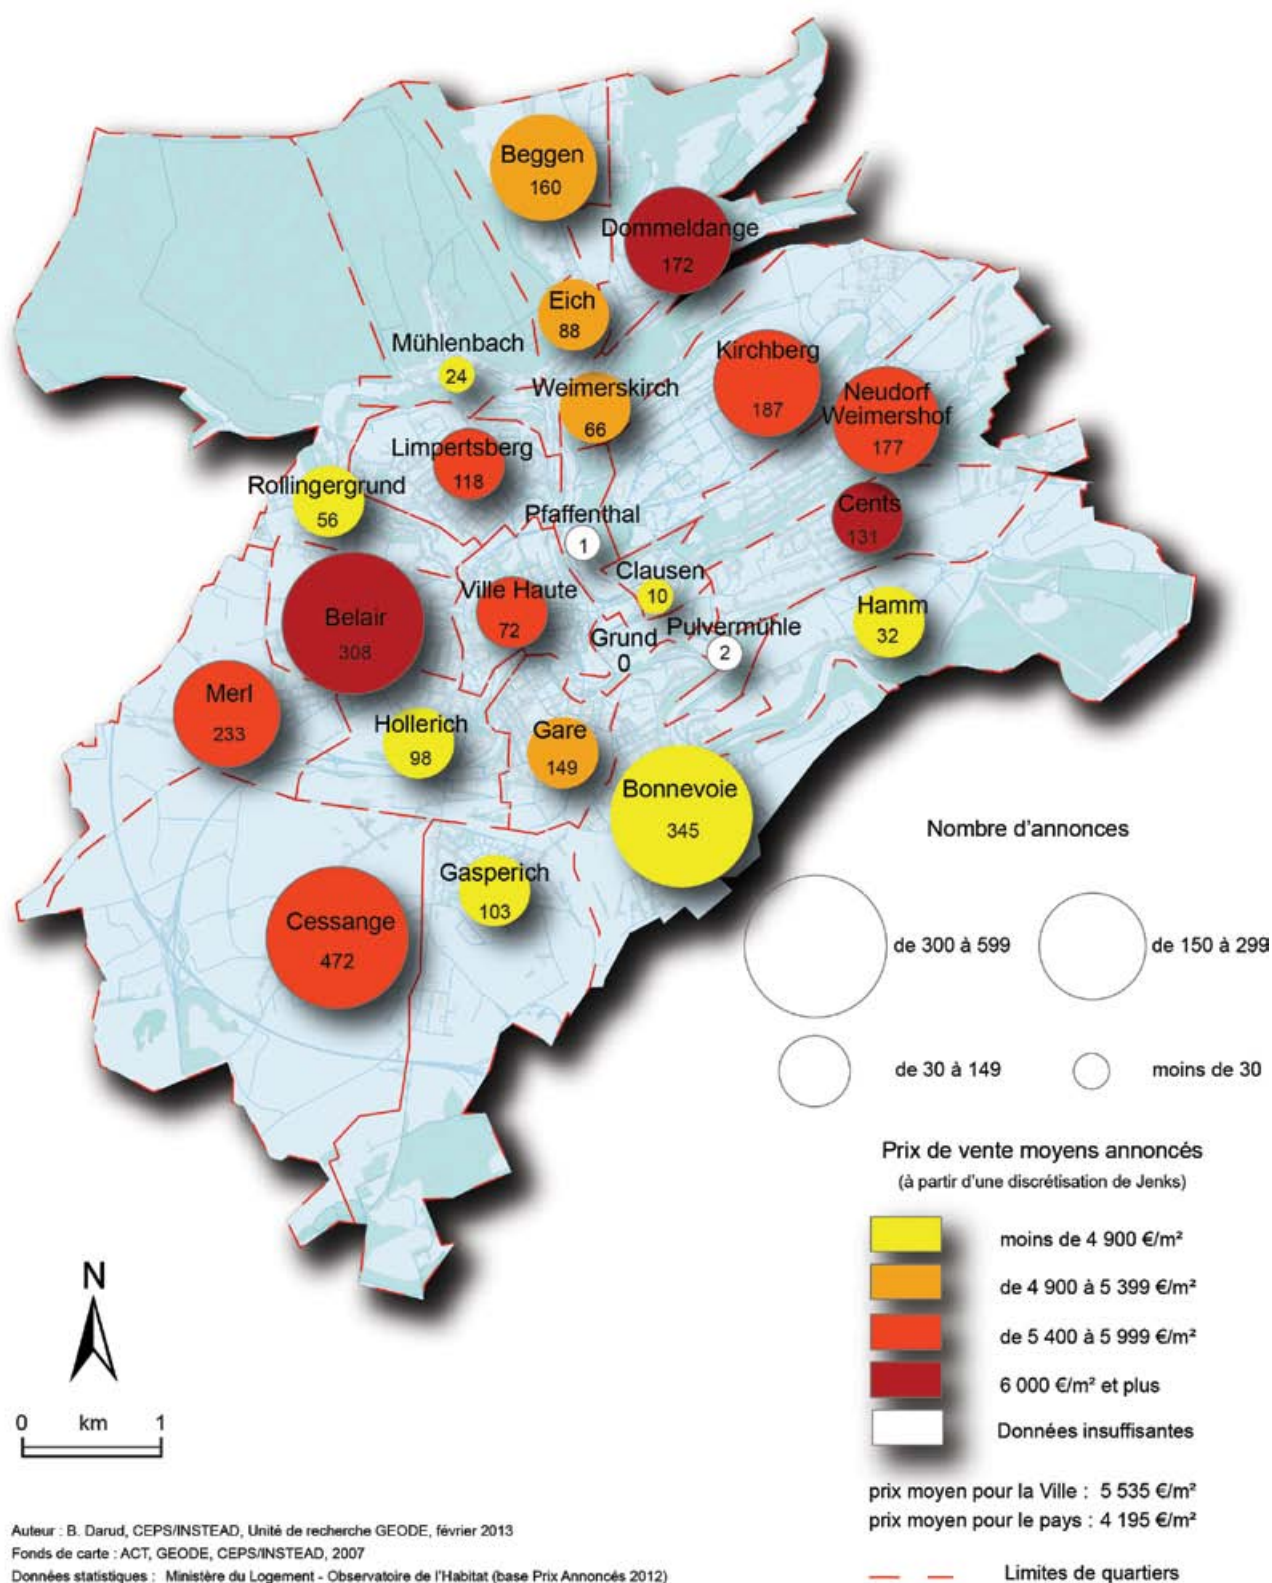 Beggen
160
Dommeldange
172
Eich
88
Mühlenbach
24
Weimerskirch
66
Kirchberg
187
Neudorf
Weimershof
177
Limpertsberg
118
Rollingergrund
56
Cents
131
Pfaffenthal
1
Clausen
10
Ville Haute
72
Belair
308
Hamm
32
Grund
0
Pulvermühle
2
Merl
233
Hollerich
98
Gare
149
Bonnevoie
345
Gasperich
103
Cessange
472
Nombre d'annonces
de 300 à 599
de 150 à 299
de 30 à 149
moins de 30
Prix de vente moyens annoncés
(à partir d'une discrétisation de Jenks)
moins de 4 900 €/m²
de 4 900 à 5 399 €/m²
de 5 400 à 5 999 €/m²
6 000 €/m² et plus
Données insuffisantes
prix moyen pour la Ville : 5 535 €/m²
prix moyen pour le pays : 4 195 €/m²
Limites de quartiers
N
0 km 1
Auteur : B. Darud, CEPS/INSTEAD, Unité de recherche GEODE, février 2013
Fonds de carte : ACT, GEODE, CEPS/INSTEAD, 2007
Données statistiques : Ministère du Logement - Observatoire de l'Habitat (base Prix Annoncés 2012)